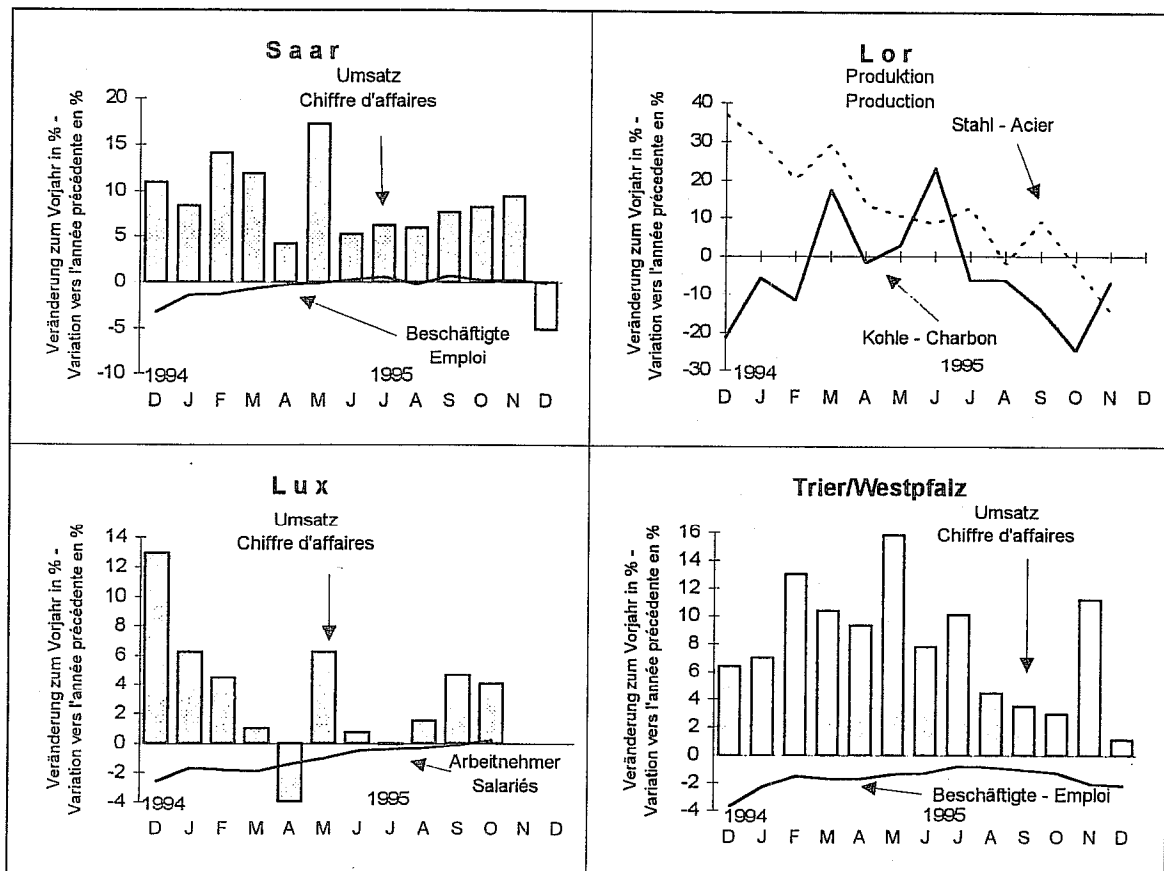 Saar
Umsatz
Chiffre d'affaires
Veränderung zum Vorjahr in % -
Variation vers l'année précédente en %
20
15
10
5
0
-5
-10
Beschäftigte
Emploi
1994
1995
D J F M A M J J A S O N D
Lor
Produktion
Production
Stahl - Acier
Veränderung zum Vorjahr in % -
Variation vers l'année précedente en %
40
30
20
10
0
-10
-20
-30
Kohle - Charbon
1994
1995
D J F M A M J J A S O N D
Lux
Umsatz
Chiffre d'affaires
Veränderung zum Vorjahr in % -
Variation vers l'année précédente en %
14
12
10
8
6
4
2
0
-2
-4
Arbeitnehmer
Salariés
1994
1995
D J F M A M J J A S O N D
Trier/Westpfalz
Umsatz
Chiffre d'affaires
Veränderung zum Vorjahr in % -
Variation vers l'année précédente en %
16
14
12
10
8
6
4
2
0
-2
-4
Beschäftigte - Emploi
1994
1995
D J F M A M J J A S O N D